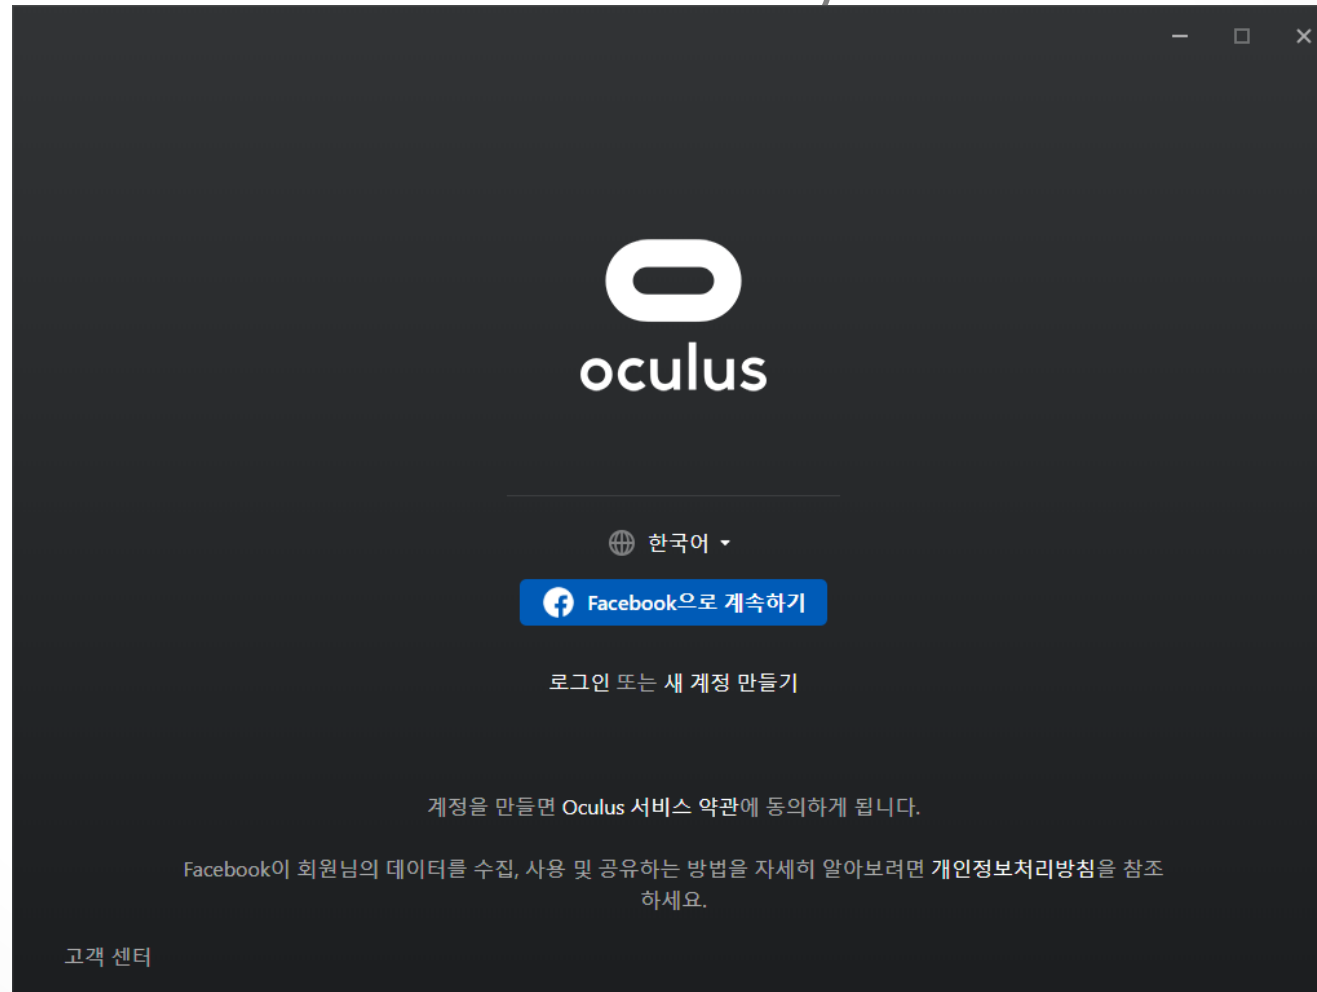 oculus
한국어
Facebook으로 계속하기
로그인 또는 새 계정 만들기
계정을 만들면 Oculus 서비스 약관에 동의하게 됩니다.
Facebook이 회원님의 데이터를 수집, 사용 및 공유하는 방법을 자세히 알아보려면 개인정보처리방침을 참조
하세요.
고객 센터